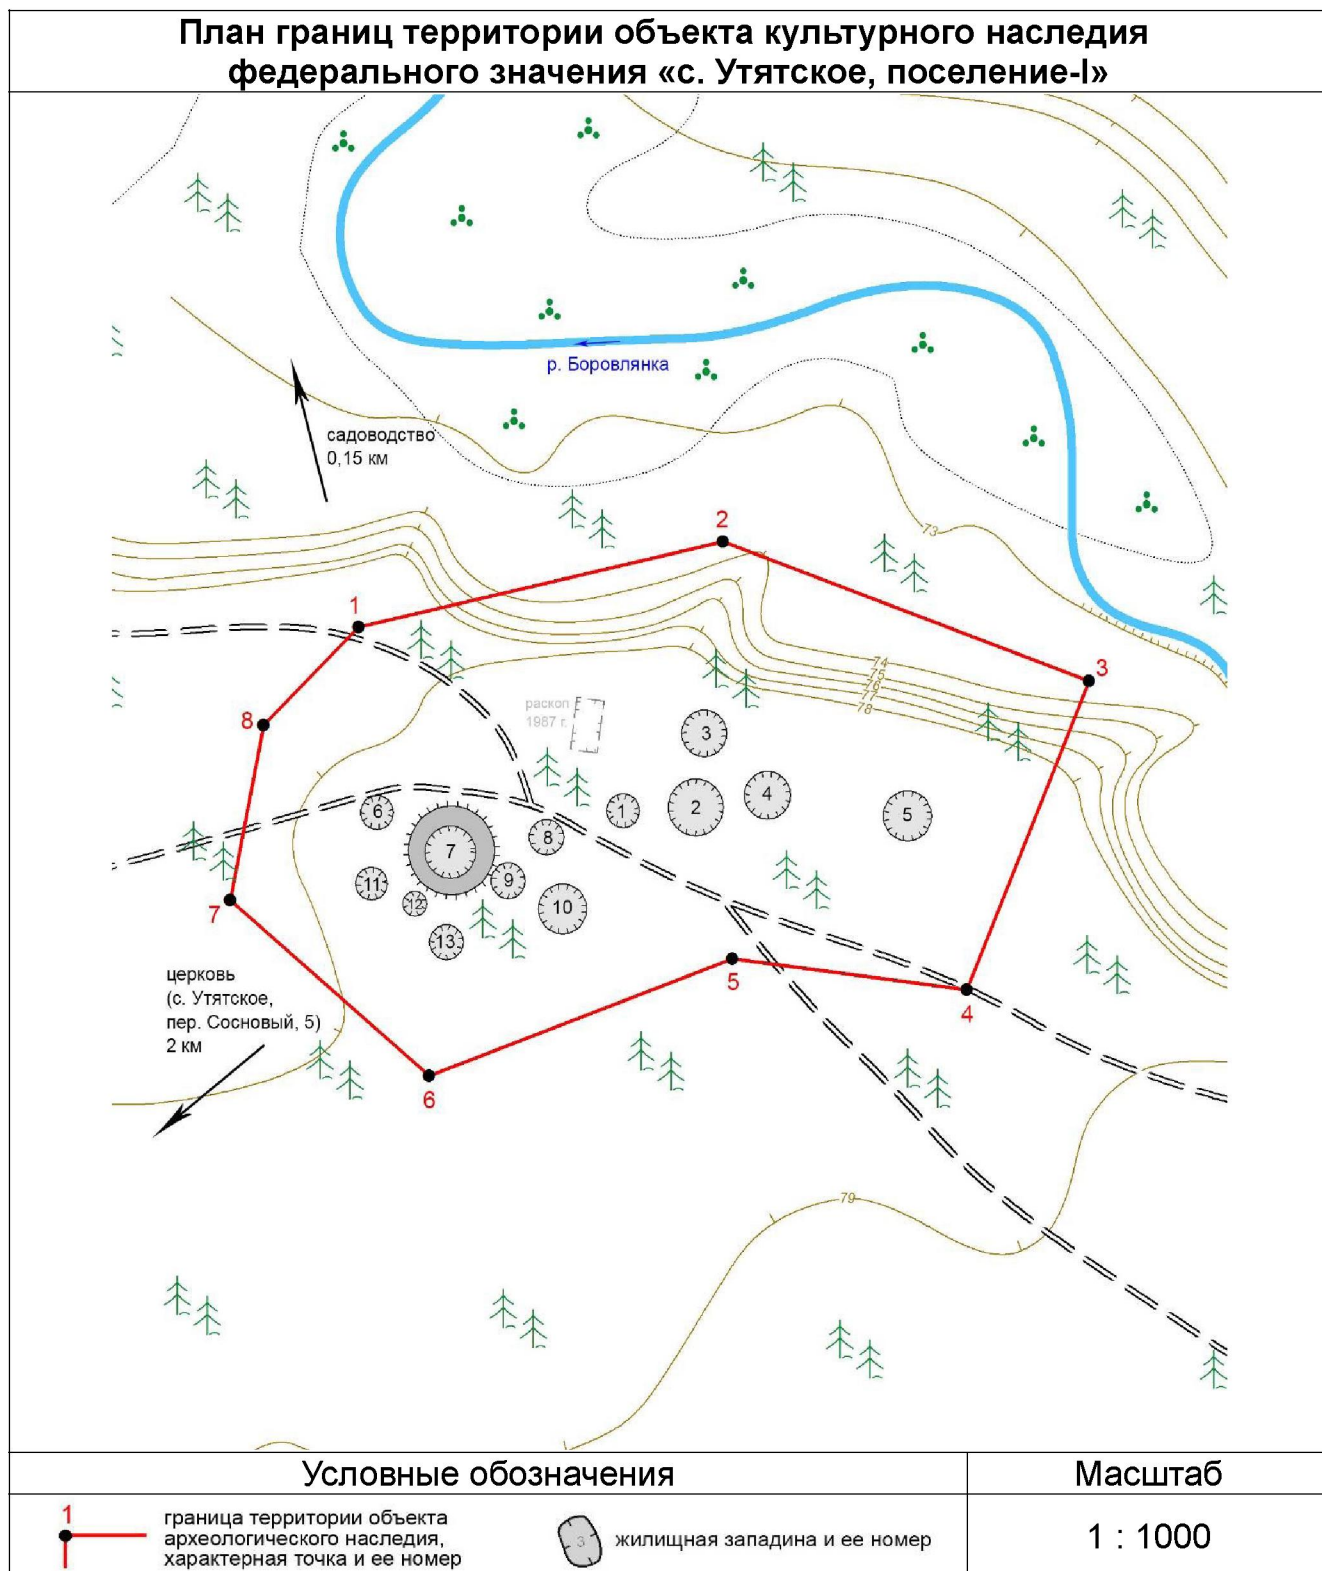 План границ территории объекта культурного наследия
федерального значения «с. Утятское, поселение-I»
р. Боровлянка
садоводство
0,15 км
73
2
1
3
74
75
76
77
78
8
раскоп
1987 г.
3
4
2
1
5
6
7
8
9
10
11
12
13
7
5
4
6
церковь
(с. Утятское,
пер. Сосновый, 5)
2 км
79
Условные обозначения
Масштаб
1
граница территории объекта
археологического наследия,
характерная точка и ее номер
3
жилищная западина и ее номер
1 : 1000